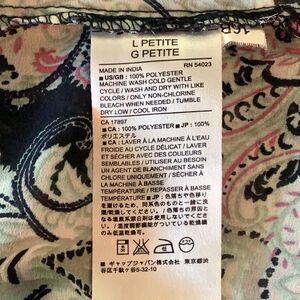 L PETITE
G PETITE
MADE IN INDIA RN 54023
■ US/GB : 100% POLYESTER
MACHINE WASH COLD GENTLE
CYCLE / WASH AND DRY WITH LIKE
COLORS / ONLY NON-CHLORINE
BLEACH WHEN NEEDED / TUMBLE
DRY LOW / COOL IRON
CA 17897
■ CA : 100% POLYESTER ■ JP : 100%
ポリエステル
■ CA : LAVER À LA MACHINE À L'EAU
FROIDE AU CYCLE DÉLICAT / LAVER
ET SÉCHER AVEC DES COULEURS
SEMBLABLES / UTILISER AU BESOIN
UN AGENT DE BLANCHIMENT SANS
CHLORE UNIQUEMENT / SÉCHER À
LA MACHINE À BASSE
TEMPÉRATURE / REPASSER À BASSE
TEMPÉRATURE ■ JP :
ギャップジャパン㈱ 東京都渋
谷区千駄ヶ谷5-32-10